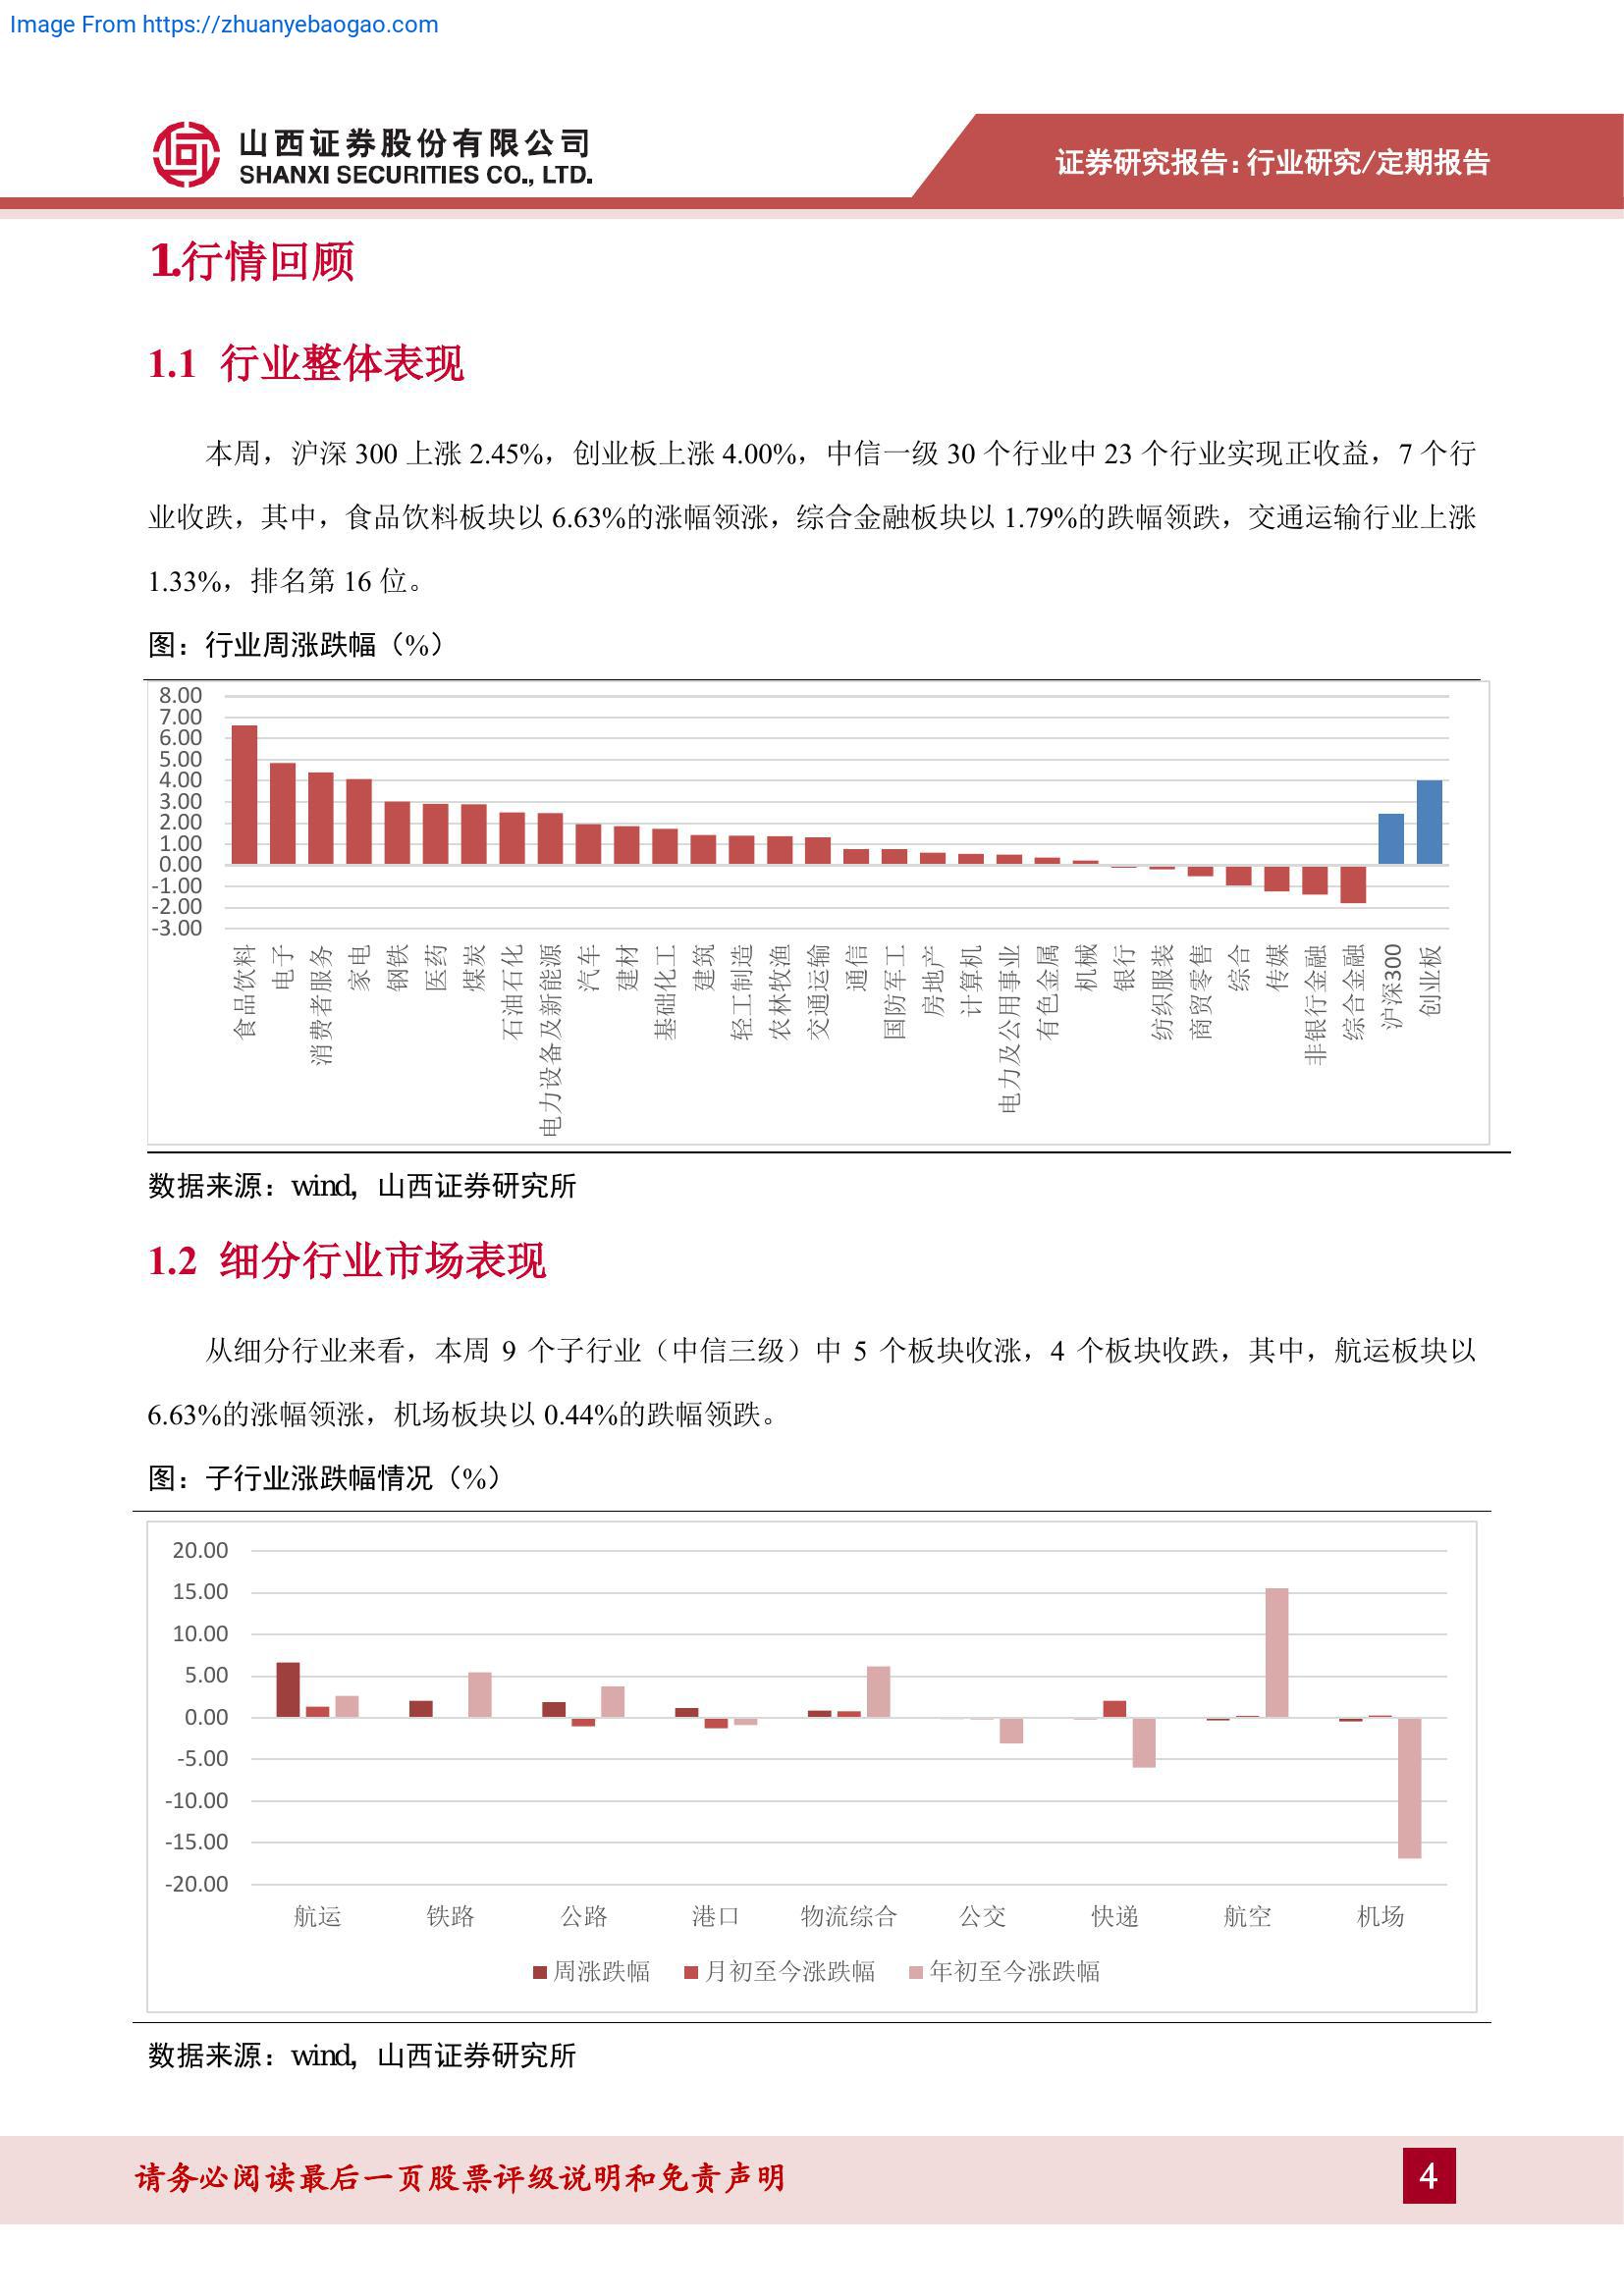 Image From https://zhuanyebaogao.com
山西证券股份有限公司
SHANXI SECURITIES CO., LTD.
证券研究报告:行业研究/定期报告
1.行情回顾
1.1 行业整体表现
本周，沪深 300 上涨 2.45%，创业板上涨 4.00%，中信一级 30 个行业中 23 个行业实现正收益，7 个行
业收跌，其中，食品饮料板块以 6.63%的涨幅领涨，综合金融板块以 1.79%的跌幅领跌，交通运输行业上涨
1.33%，排名第 16 位。
图：行业周涨跌幅（%）
8.00
7.00
6.00
5.00
4.00
3.00
2.00
1.00
0.00
-1.00
-2.00
-3.00
食品饮料
电子
消费者服务
家电
钢铁
医药
煤炭
石油石化
电力设备及新能源
汽车
建材
基础化工
建筑
轻工制造
农林牧渔
交通运输
通信
国防军工
房地产
计算机
电力及公用事业
有色金属
机械
银行
纺织服装
商贸零售
综合
传媒
非银行金融
综合金融
沪深300
创业板
数据来源：wind，山西证券研究所
1.2 细分行业市场表现
从细分行业来看，本周 9 个子行业（中信三级）中 5 个板块收涨，4 个板块收跌，其中，航运板块以
6.63%的涨幅领涨，机场板块以 0.44%的跌幅领跌。
图：子行业涨跌幅情况（%）
20.00
15.00
10.00
5.00
0.00
-5.00
-10.00
-15.00
-20.00
航运 铁路 公路 港口 物流综合 公交 快递 航空 机场
周涨跌幅 月初至今涨跌幅 年初至今涨跌幅
数据来源：wind，山西证券研究所
请务必阅读最后一页股票评级说明和免责声明
4